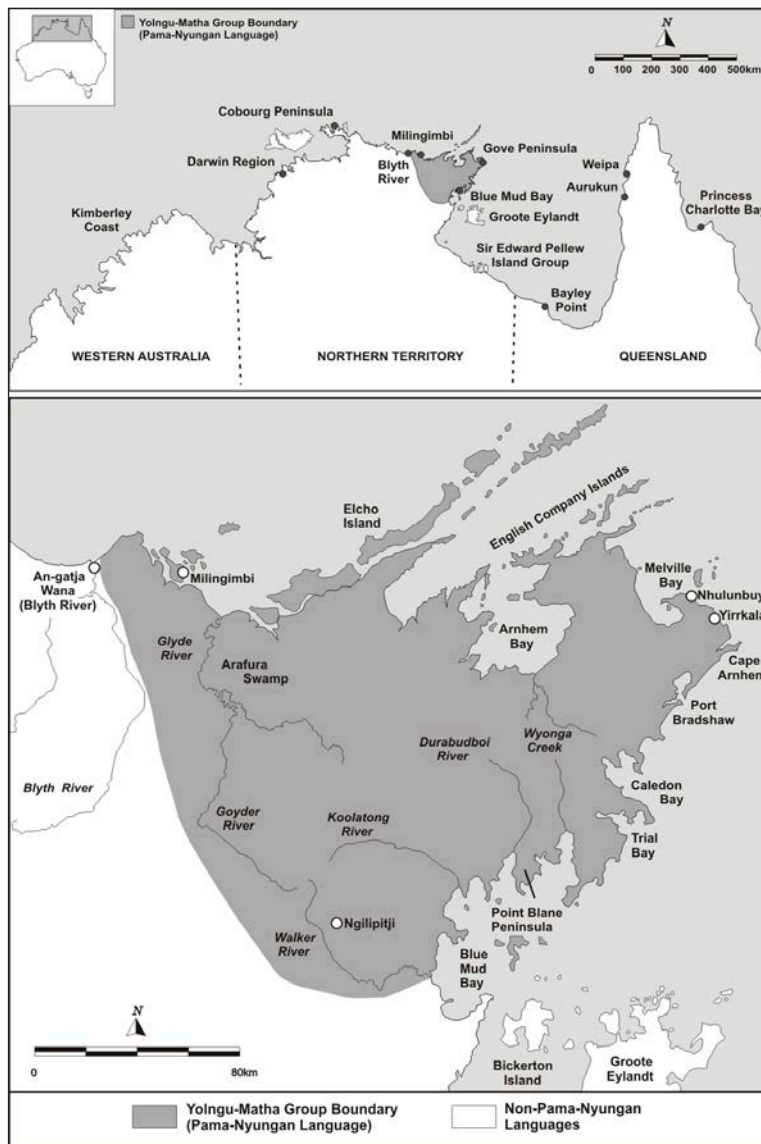 Yolngu-Matha Group Boundary
(Pama-Nyungan Language)
N
0 100 200 300 400 500km
Cobourg Peninsula
Milingimbi
Gove Peninsula
Darwin Region
Blyth
River
Weipa
Blue Mud Bay
Aurukun
Princess
Charlotte Bay
Kimberley
Coast
Groote Eylandt
Sir Edward Pellew
Island Group
Bayley
Point
WESTERN AUSTRALIA
NORTHERN TERRITORY
QUEENSLAND
Elcho
Island
English Company Islands
An-gatja
Wana
(Blyth River)
Milingimbi
Melville
Bay
Nhulunbuy
Yirrkala
Glyde
River
Arafura
Swamp
Arnhem
Bay
Cape
Arnhem
Port
Bradshaw
Durabudboi
River
Wyonga
Creek
Blyth River
Caledon
Bay
Goyder
River
Koolatong
River
Trial
Bay
Ngilipitji
Point Blane
Peninsula
Walker
River
Blue
Mud
Bay
N
0 80km
Bickerton
Island
Groote
Eylandt
Yolngu-Matha Group Boundary
(Pama-Nyungan Language)
Non-Pama-Nyungan
Languages